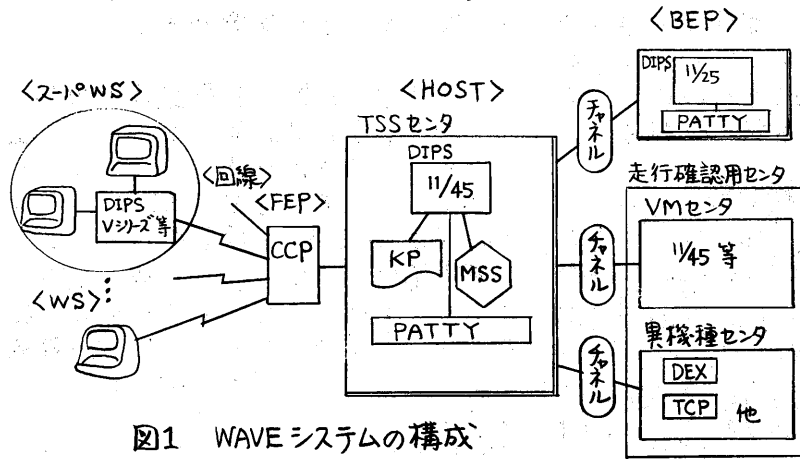 <スーパWS>
DIPS
Vシリーズ等
<回線>
<FEP>
CCP
<WS>
<HOST>
TSSセンタ
DIPS
11/45
KP
MSS
PATTY
チャネル
チャネル
チャネル
<BEP>
DIPS
11/25
PATTY
走行確認用センタ
VMセンタ
11/45 等
異機種センタ
DEX
TCP 他
図1 WAVEシステムの構成